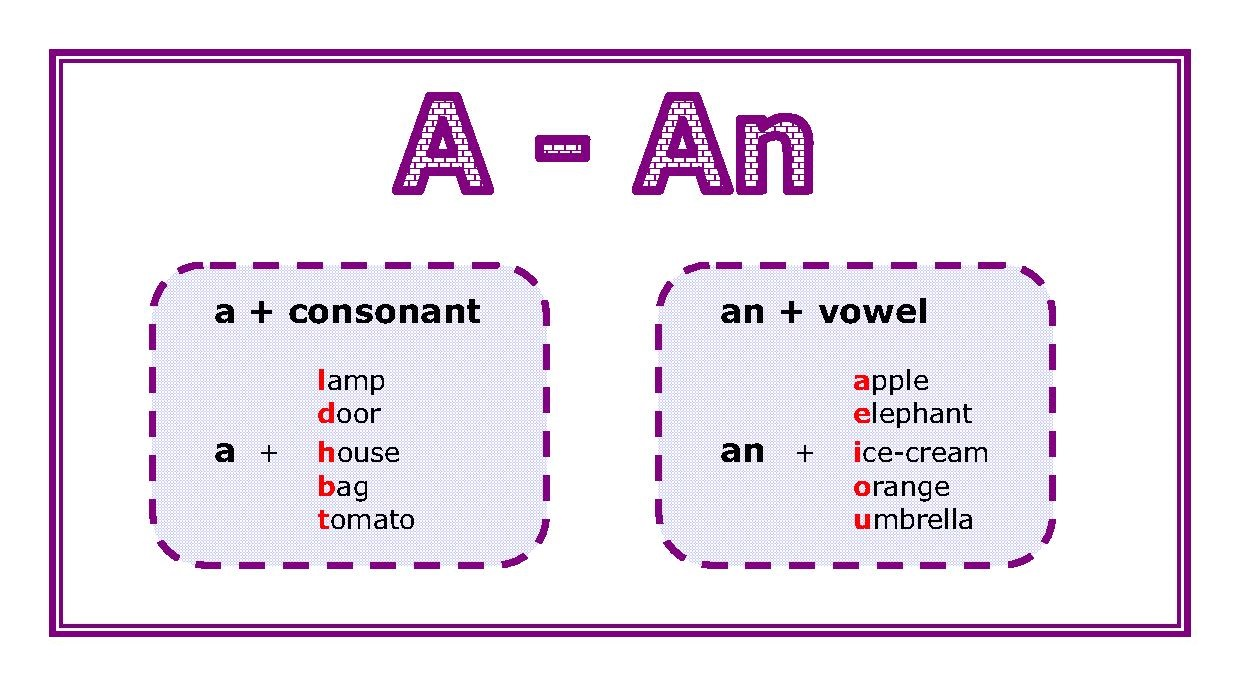 A - An
a + consonant
lamp
door
a + house
bag
tomato
an + vowel
apple
elephant
an + ice-cream
orange
umbrella